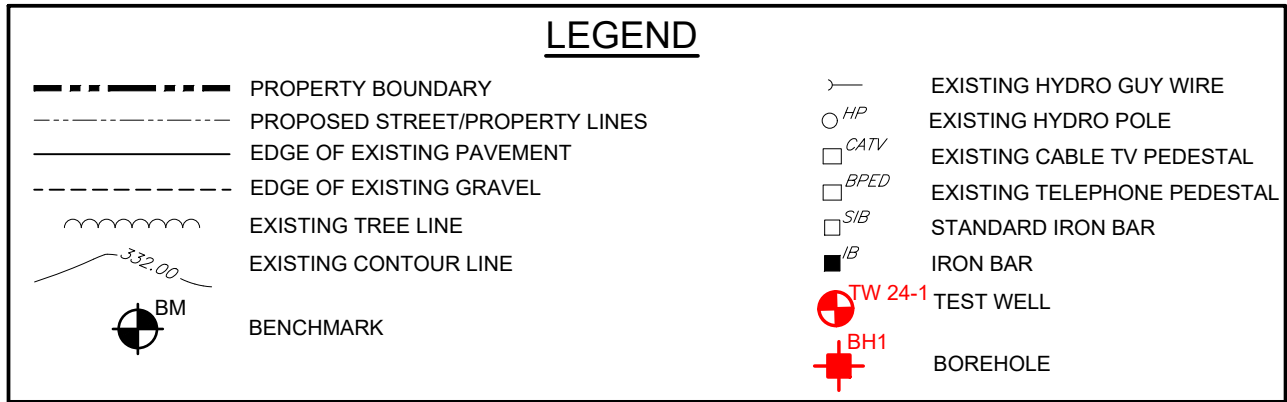 LEGEND
PROPERTY BOUNDARY
PROPOSED STREET/PROPERTY LINES
EDGE OF EXISTING PAVEMENT
EDGE OF EXISTING GRAVEL
EXISTING TREE LINE
332.00 EXISTING CONTOUR LINE
BM BENCHMARK
EXISTING HYDRO GUY WIRE
HP EXISTING HYDRO POLE
CATV EXISTING CABLE TV PEDESTAL
BPED EXISTING TELEPHONE PEDESTAL
SIB STANDARD IRON BAR
IB IRON BAR
TW 24-1 TEST WELL
BH1 BOREHOLE